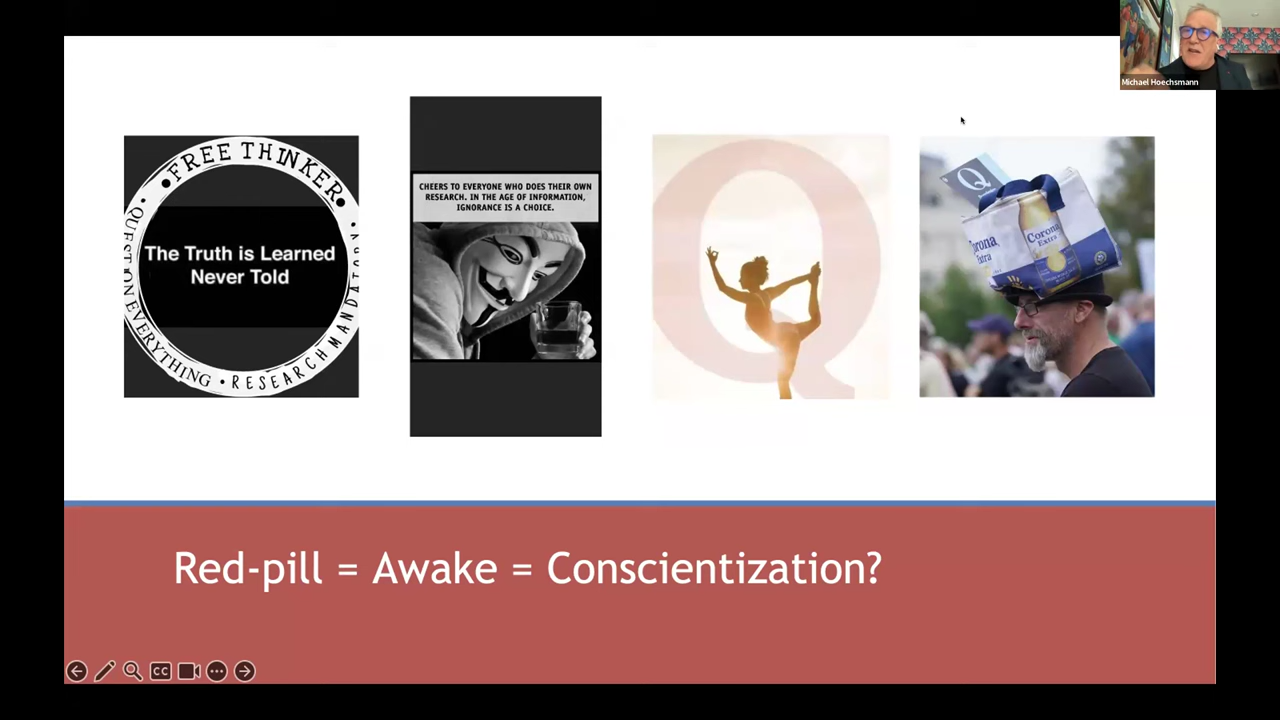 Michael Hoechsmann
•FREE THINKER•
• QUESTION EVERYTHING •
RESEARCH MANDATORY •
The Truth is Learned
Never Told
CHEERS TO EVERYONE WHO DOES THEIR OWN
RESEARCH. IN THE AGE OF INFORMATION,
IGNORANCE IS A CHOICE.
Q
Q
Corona
Extra
Corona
Extra
Red-pill = Awake = Conscientization?
CC